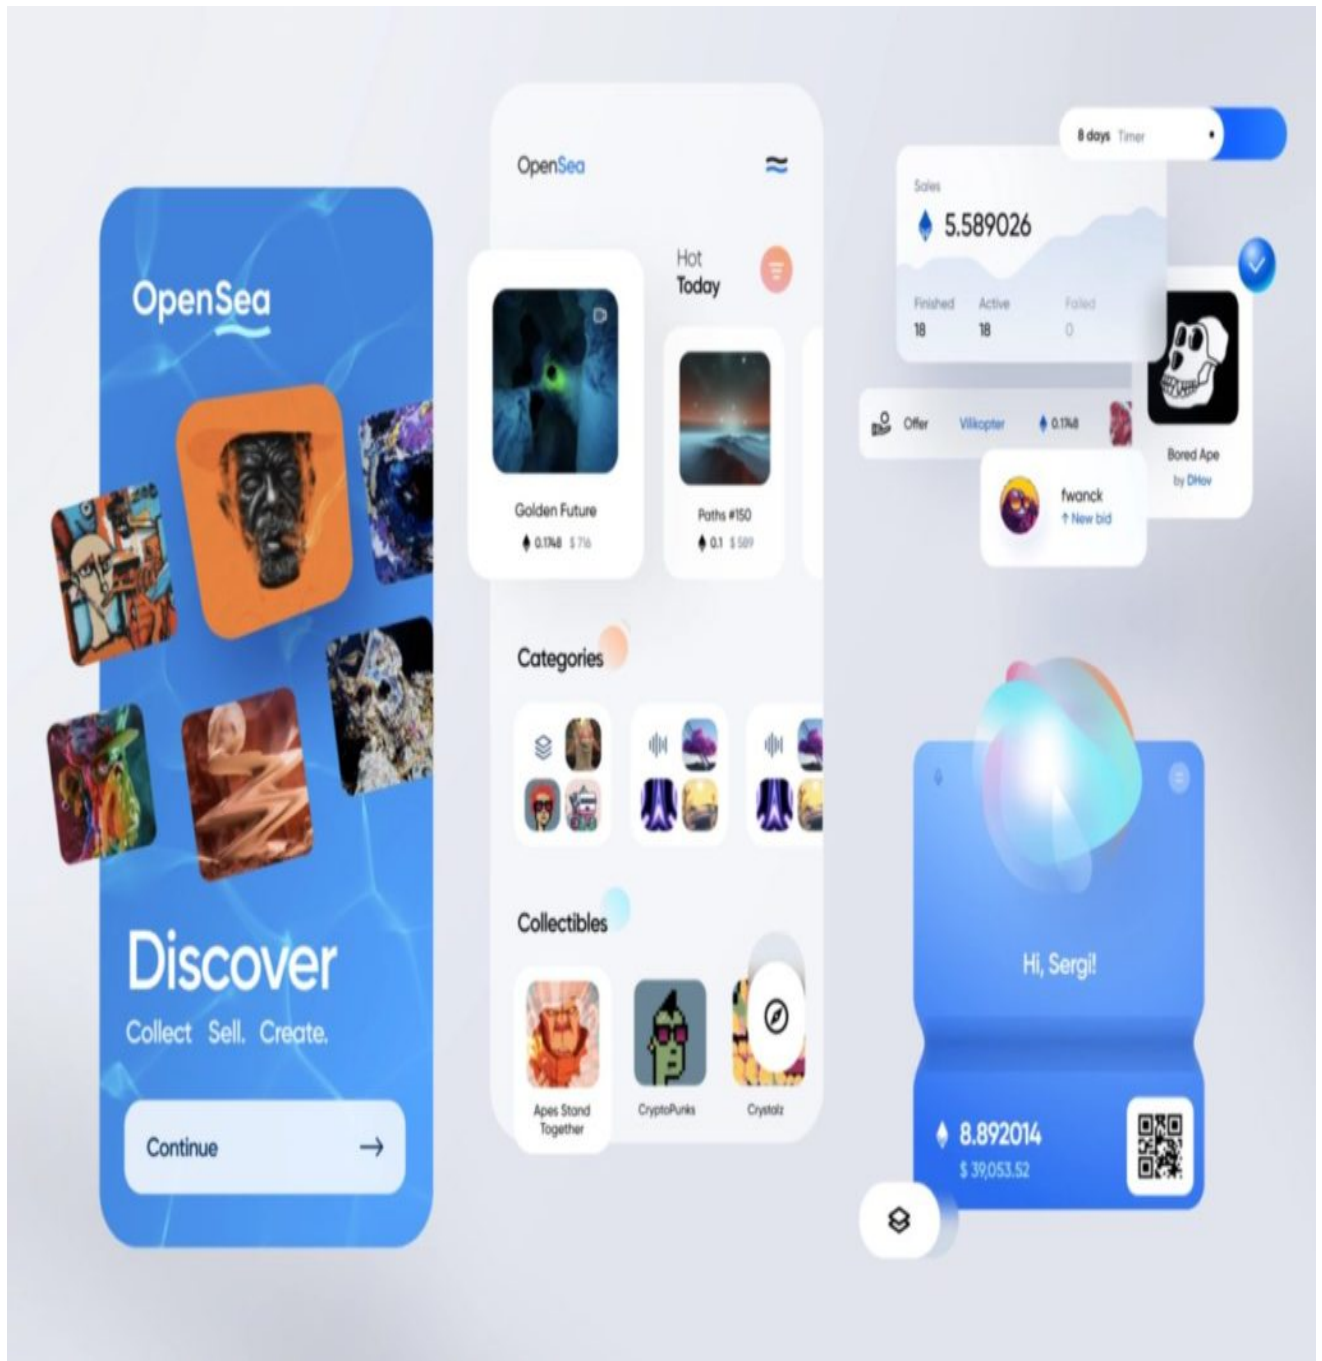 OpenSea
Discover
Collect Sell. Create.
Continue
OpenSea
Hot
Today
Golden Future
0.1748 $ 716
Paths #150
0.1 $ 589
Categories
Collectibles
Apes Stand
Together
CryptoPunks
Crystalz
8 days Timer
Sales
5.589026
Finished Active Failed
18 18 0
Offer Vilikopter 0.1748
Bored Ape
by DHov
fwanck
↑ New bid
Hi, Sergi!
8.892014
$ 39,053.52